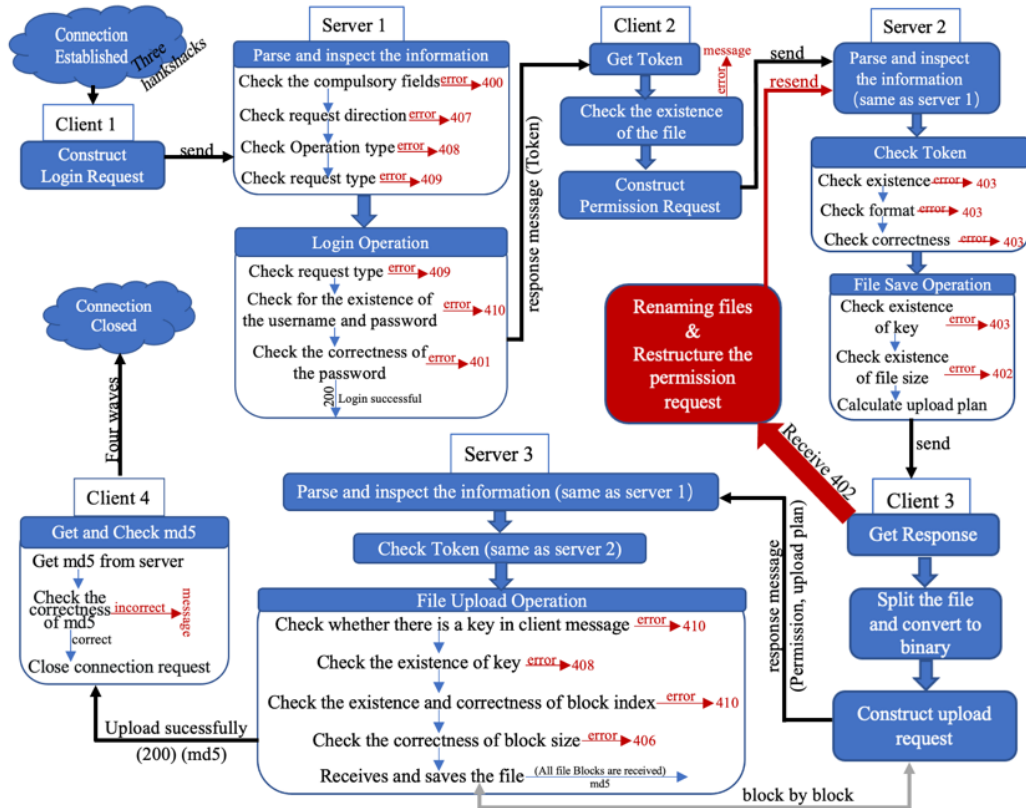 Connection
Established
Three
hankshacks
Client 1
Construct
Login Request
send
Server 1
Parse and inspect the information
Check the compulsory fields error 400
Check request direction error 407
Check Operation type error 408
Check request type error 409
Login Operation
Check request type error 409
Check for the existence of
the username and password error 410
Check the correctness of
the password error 401
200 Login successful
response message (Token)
Client 2
Get Token
error message
Check the existence
of the file
Construct
Permission Request
send
resend
Server 2
Parse and inspect
the information
(same as server 1)
Check Token
Check existence error 403
Check format error 403
Check correctness error 403
File Save Operation
Check existence
of key error 403
Check existence
of file size error 402
Calculate upload plan
send
Renaming files
&
Restructure the
permission
request
Receive 402
Client 3
Get Response
Split the file
and convert to
binary
Construct upload
request
response message
(Permission, upload plan)
block by block
Server 3
Parse and inspect the information (same as server 1)
Check Token (same as server 2)
File Upload Operation
Check whether there is a key in client message error 410
Check the existence of key error 408
Check the existence and correctness of block index error 410
Check the correctness of block size error 406
Receives and saves the file (All file Blocks are received)
md5
Upload sucessfully
(200) (md5)
Client 4
Get and Check md5
Get md5 from server
Check the
correctness incorrect message
of md5
correct
Close connection request
Four waves
Connection
Closed